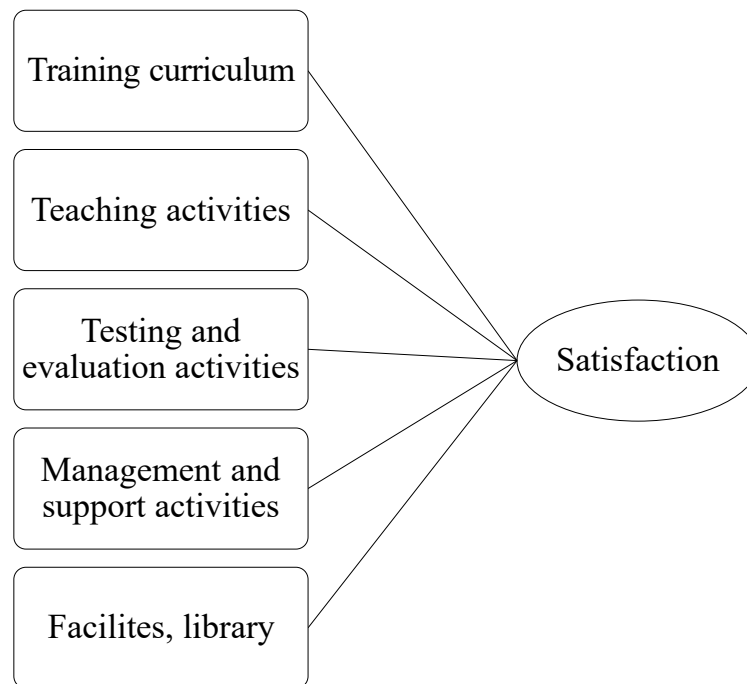 Training curriculum
Teaching activities
Testing and
evaluation activities
Management and
support activities
Facilites, library
Satisfaction